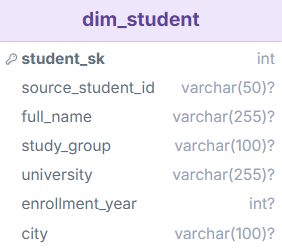 dim_student
student_sk int
source_student_id varchar(50)?
full_name varchar(255)?
study_group varchar(100)?
university varchar(255)?
enrollment_year int?
city varchar(100)?